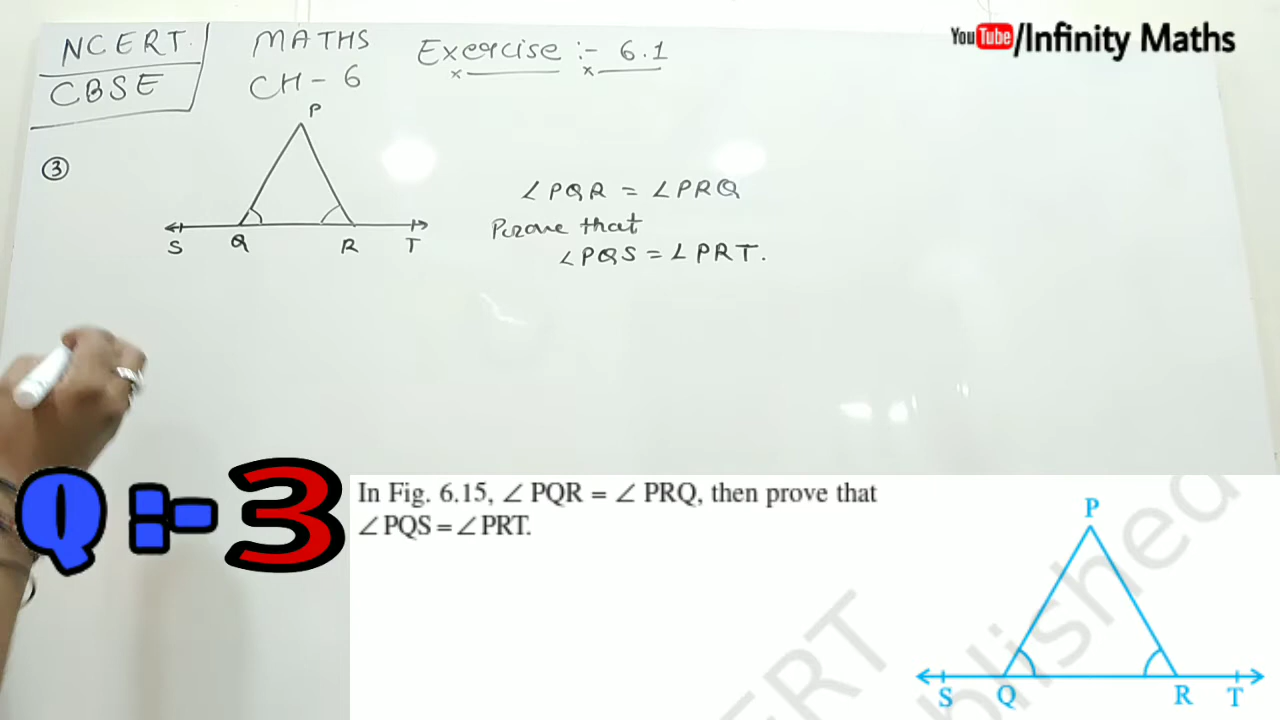 NCERT.
CBSE
MATHS
CH - 6
Exercise :- 6.1
YouTube/Infinity Maths
③
P
S Q R T
∠PQR = ∠PRQ
Prove that
∠PQS = ∠PRT.
Q :- 3
In Fig. 6.15, ∠ PQR = ∠ PRQ, then prove that
∠ PQS = ∠ PRT.
P
S Q R T